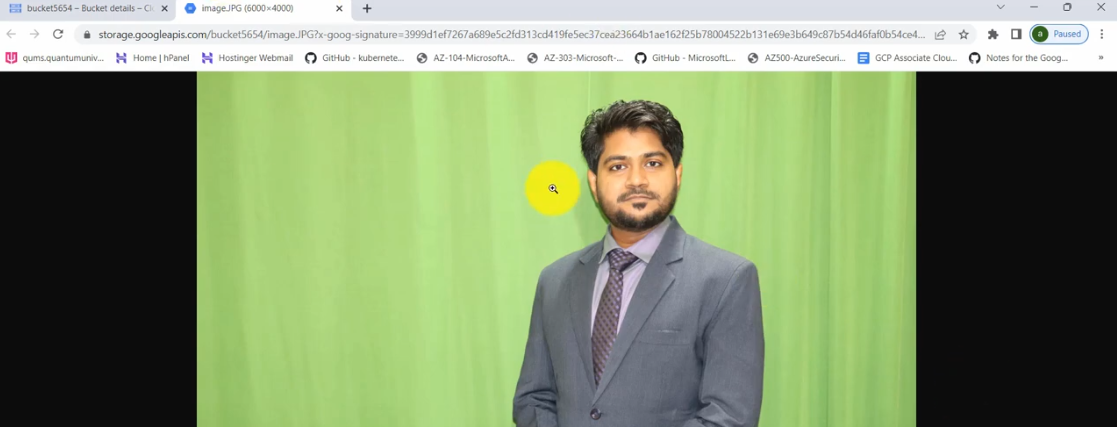 bucket5654 – Bucket details – Cl
image.JPG (6000×4000)
storage.googleapis.com/bucket5654/image.JPG?x-goog-signature=3999d1ef7267a689e5c2fd313cd419fe5ec37cea23664b1ae162f25b78004522b131e69e3b649c87b54d46faf0b54ce4...
a Paused
qums.quantumuniv...
Home | hPanel
Hostinger Webmail
GitHub - kubernete...
AZ-104-MicrosoftA...
AZ-303-Microsoft-...
GitHub - MicrosoftL...
AZ500-AzureSecuri...
GCP Associate Clou...
Notes for the Goog...